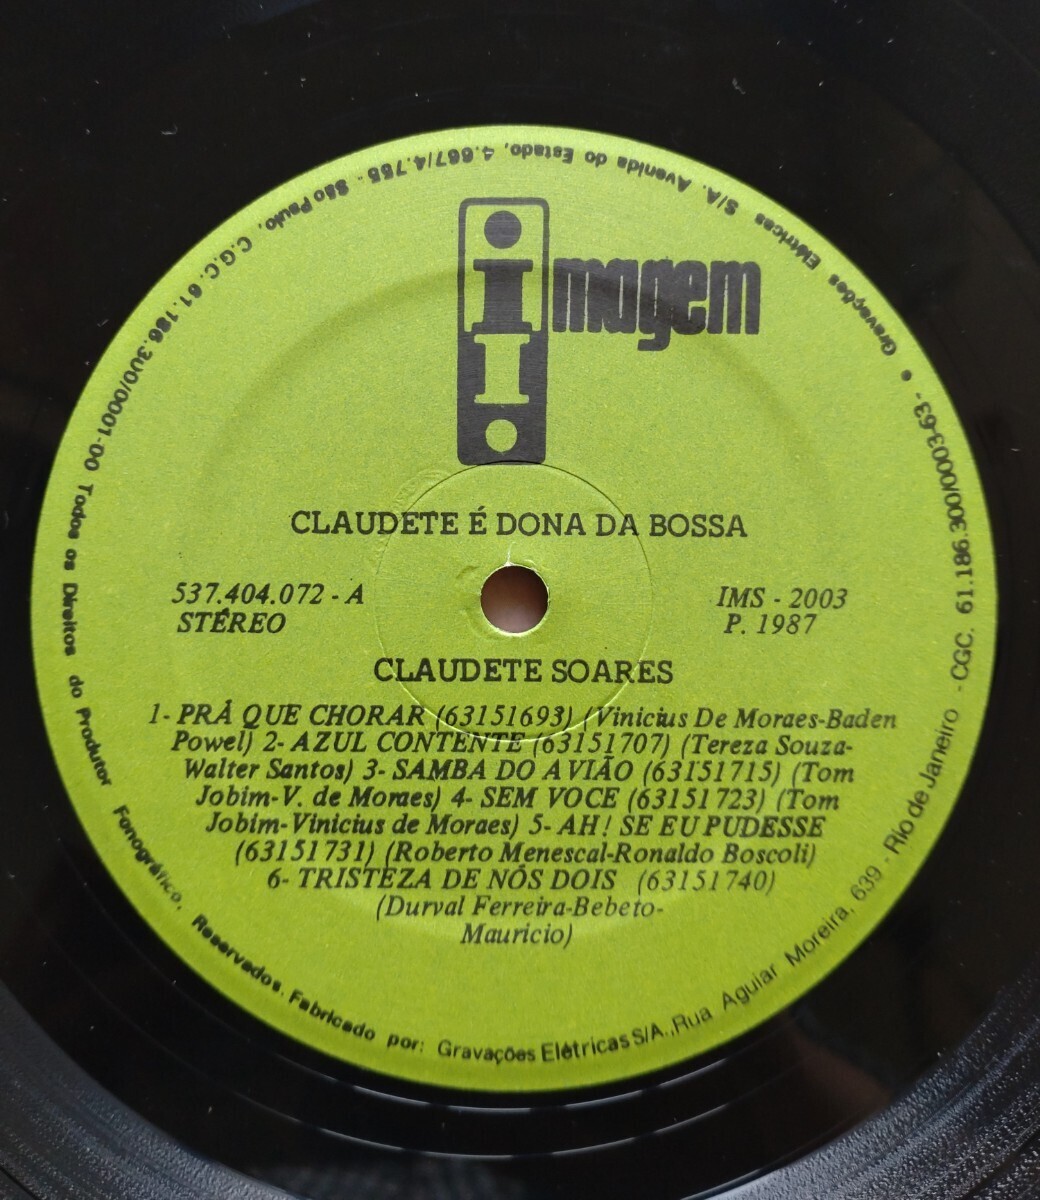 imagem
CLAUDETE É DONA DA BOSSA
537.404.072 - A
STÉREO
IMS - 2003
P. 1987
CLAUDETE SOARES
1- PRÁ QUE CHORAR (63151693) (Vinicius De Moraes-Baden
Powel) 2- AZUL CONTENTE (63151707) (Tereza Souza-
Walter Santos) 3- SAMBA DO AVIÃO (63151715) (Tom
Jobim-V. de Moraes) 4- SEM VOCE (63151723) (Tom
Jobim-Vinicius de Moraes) 5- AH! SE EU PUDESSE
(63151731) (Roberto Menescal-Ronaldo Boscoli)
6- TRISTEZA DE NÓS DOIS (63151740)
(Durval Ferreira-Bebeto-
Mauricio)
• Gravações Elétricas S/A. Avenida do Estado, 4.667/4.755 - São Paulo, C.G.C. 61.186.300/0001-00 Todos os Direitos do Produtor Fonográfico, Reservados. Fabricado por: Gravações Elétricas S/A.,Rua Aguiar Moreira, 639 - Rio de Janeiro - CGC. 61.186.300/0003-63 -